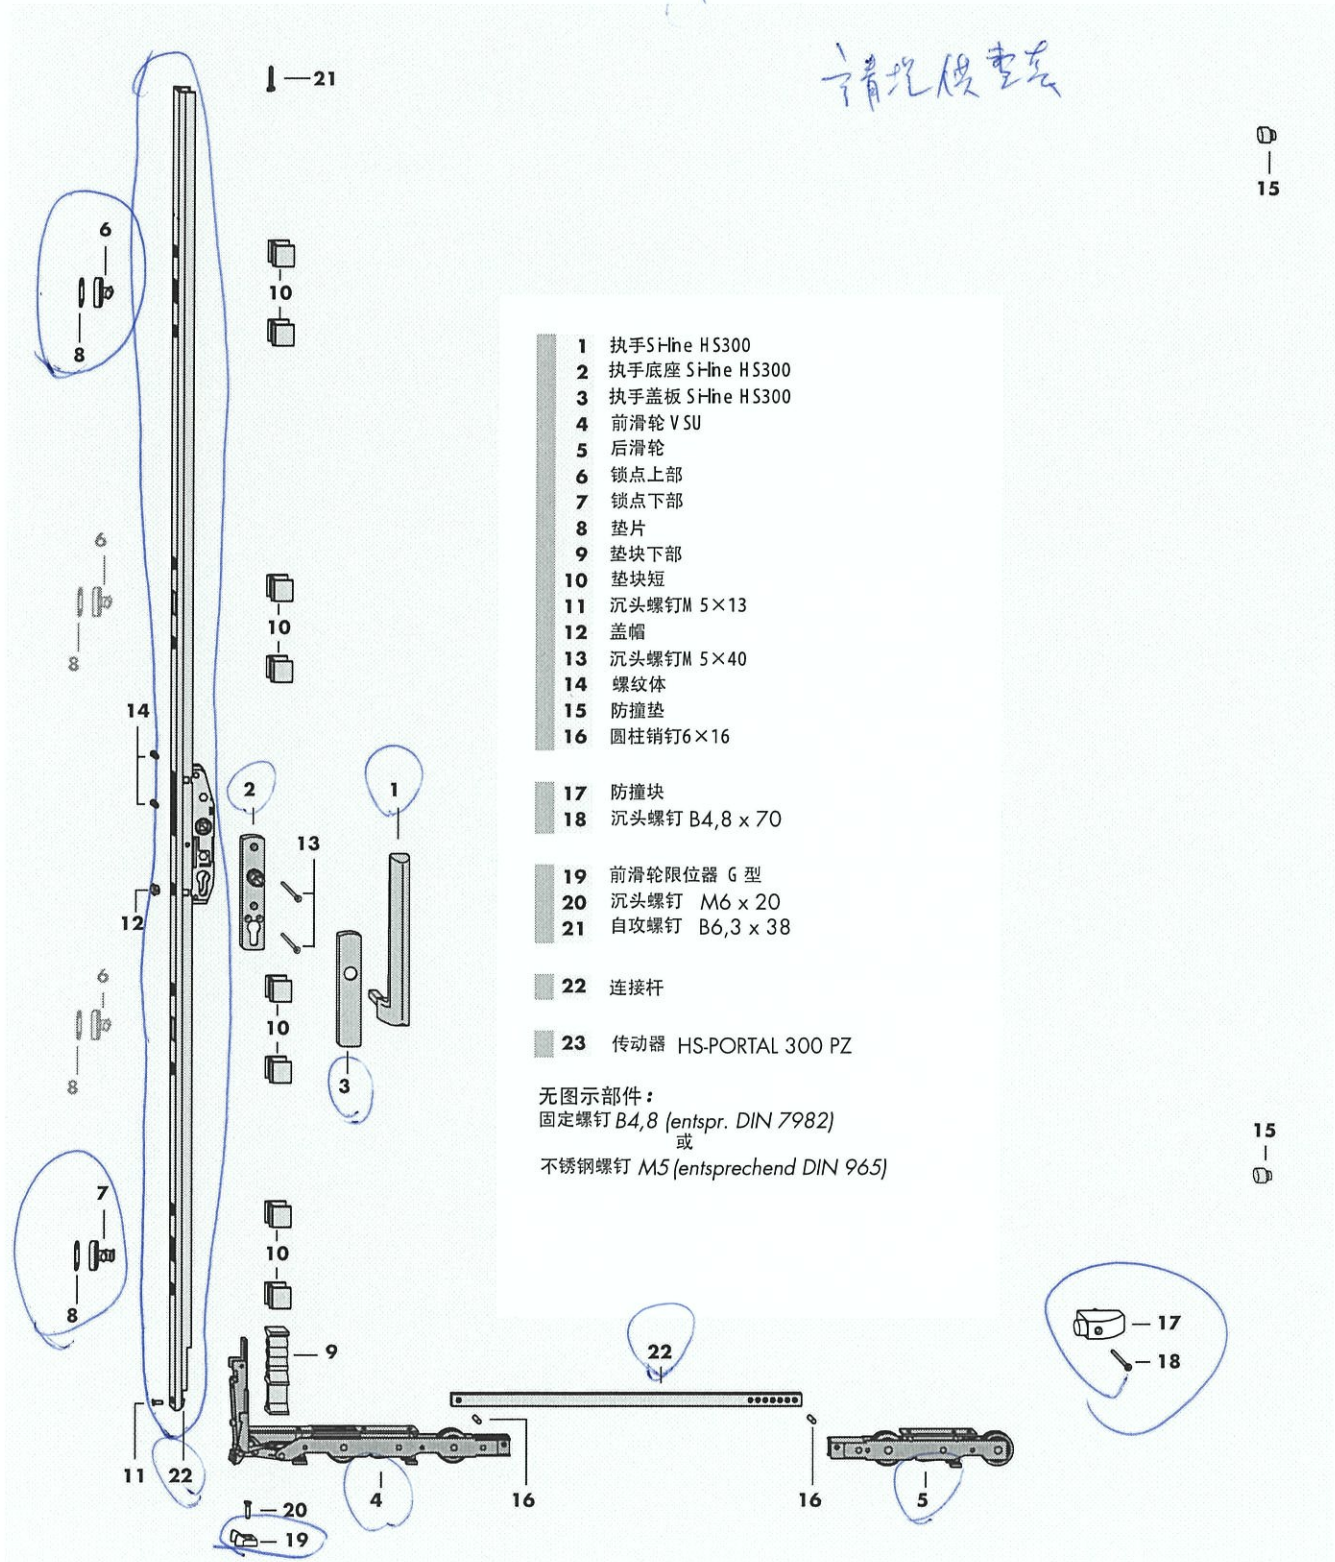 請提供整套
21
15
6
8
10
1 执手Si-line HS300
2 执手底座 Si-line HS300
3 执手盖板 Si-line HS300
4 前滑轮 VSU
5 后滑轮
6 锁点上部
7 锁点下部
8 垫片
9 垫块下部
10 垫块短
11 沉头螺钉M 5×13
12 盖帽
13 沉头螺钉M 5×40
14 螺纹体
15 防撞垫
16 圆柱销钉6×16
17 防撞块
18 沉头螺钉 B4,8 x 70
19 前滑轮限位器 G 型
20 沉头螺钉 M6 x 20
21 自攻螺钉 B6,3 x 38
22 连接杆
23 传动器 HS-PORTAL 300 PZ
无图示部件：
固定螺钉 B4,8 (entspr. DIN 7982)
或
不锈钢螺钉 M5 (entsprechend DIN 965)
6
8
10
14
2
1
13
12
6
8
10
3
15
7
8
10
9
22
17
18
11
22
4
16
16
5
20
19